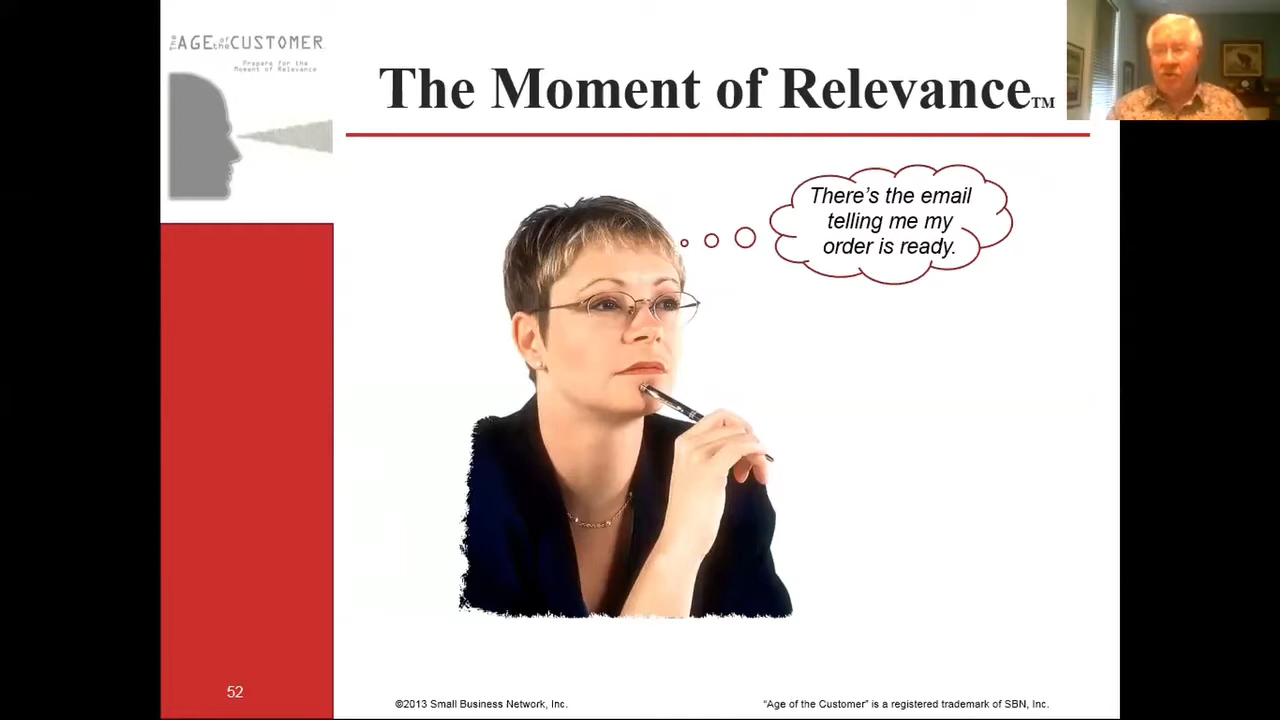 The AGE of the CUSTOMER
Prepare for the
Moment of Relevance
The Moment of Relevance TM
There’s the email
telling me my
order is ready.
52
©2013 Small Business Network, Inc.
“Age of the Customer” is a registered trademark of SBN, Inc.